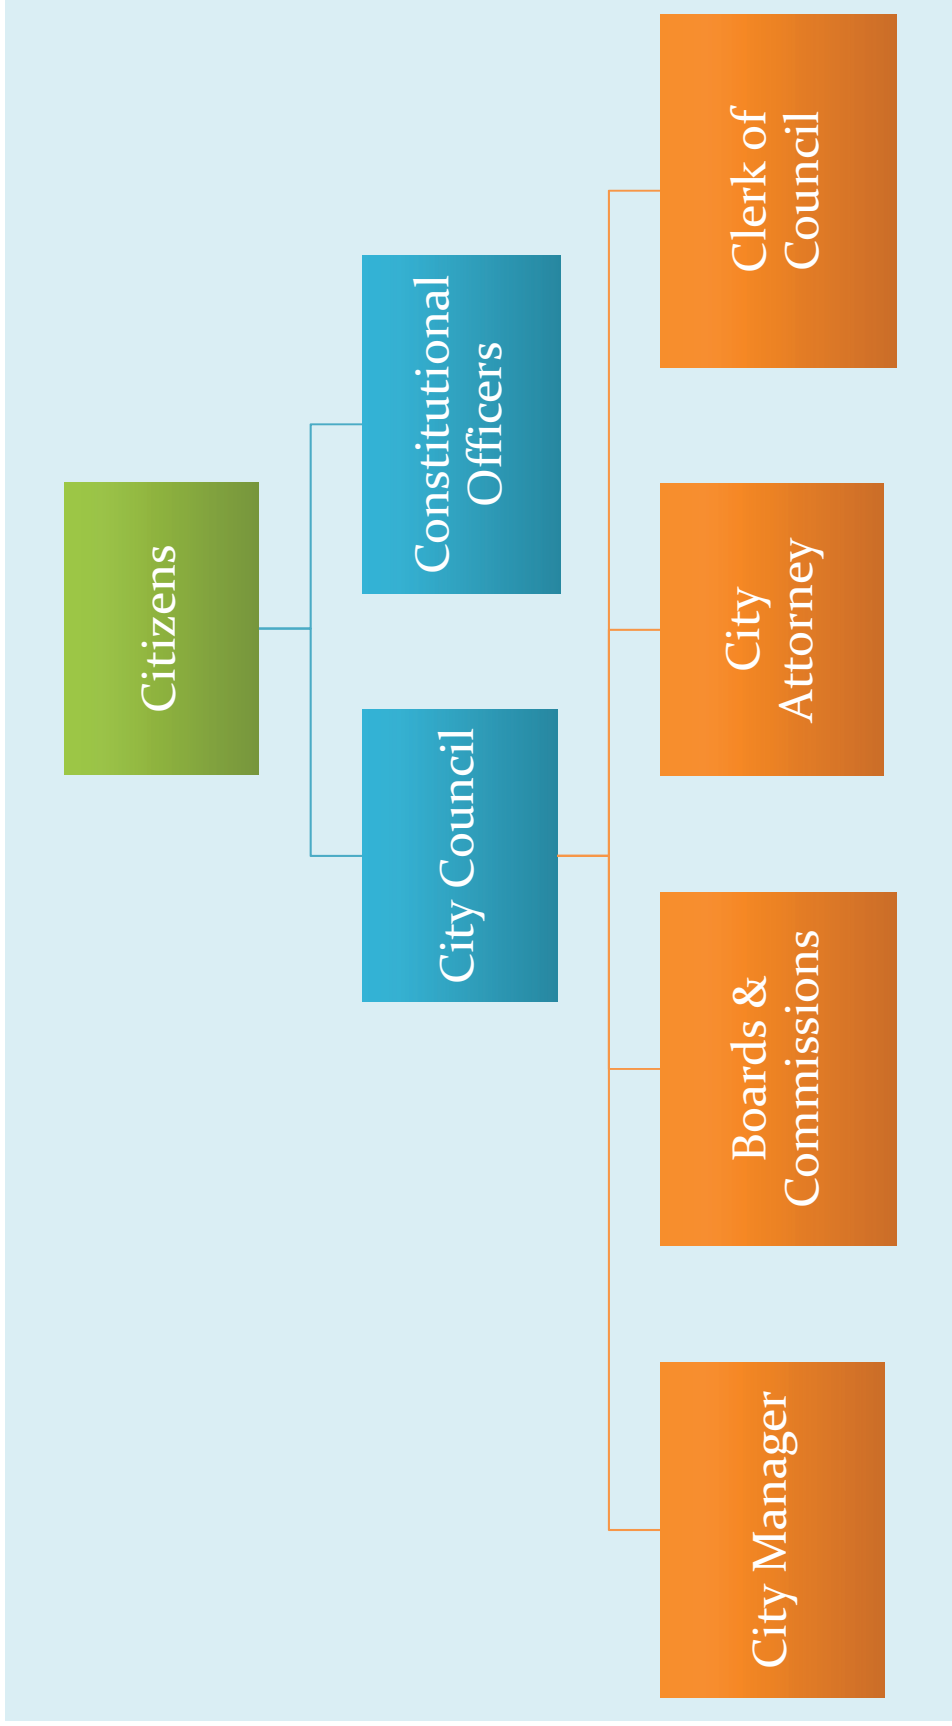 Citizens
City Council
Constitutional
Officers
City Manager
Boards &
Commissions
City
Attorney
Clerk of
Council